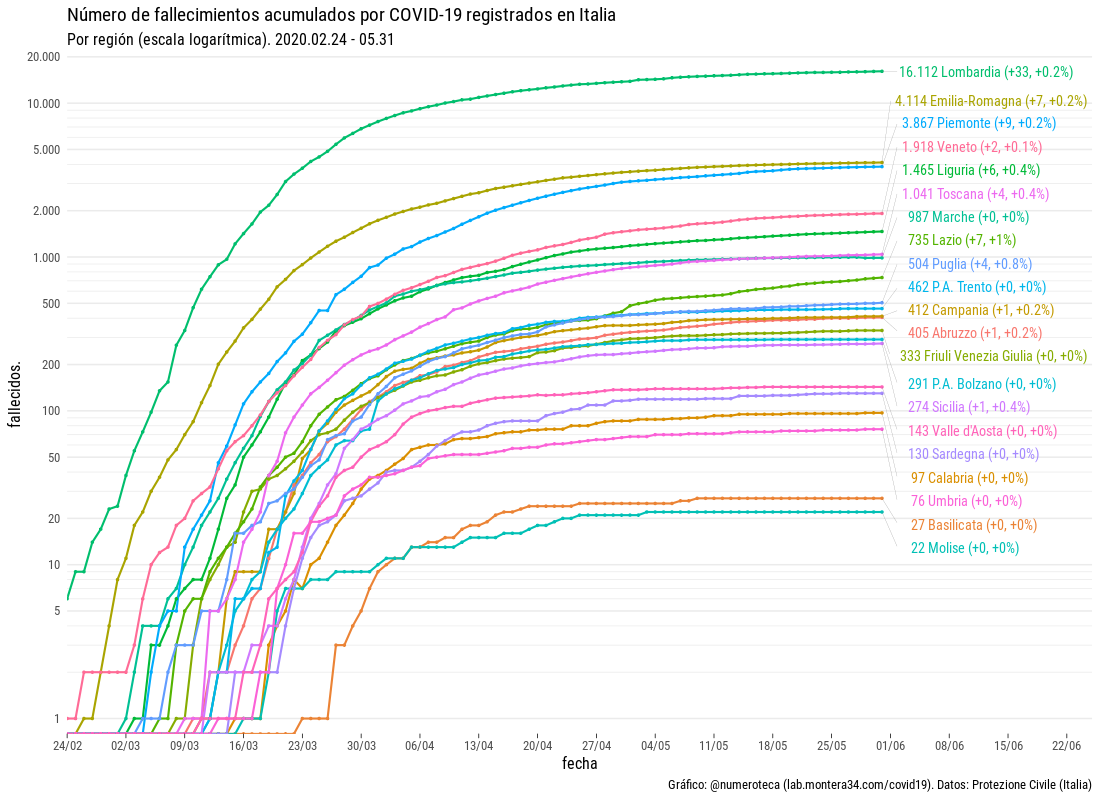 Número de fallecimientos acumulados por COVID-19 registrados en Italia
Por región (escala logarítmica). 2020.02.24 - 05.31
fallecidos.
20.000
10.000
5.000
2.000
1.000
500
200
100
50
20
10
5
1
16.112 Lombardia (+33, +0.2%)
4.114 Emilia-Romagna (+7, +0.2%)
3.867 Piemonte (+9, +0.2%)
1.918 Veneto (+2, +0.1%)
1.465 Liguria (+6, +0.4%)
1.041 Toscana (+4, +0.4%)
987 Marche (+0, +0%)
735 Lazio (+7, +1%)
504 Puglia (+4, +0.8%)
462 P.A. Trento (+0, +0%)
412 Campania (+1, +0.2%)
405 Abruzzo (+1, +0.2%)
333 Friuli Venezia Giulia (+0, +0%)
291 P.A. Bolzano (+0, +0%)
274 Sicilia (+1, +0.4%)
143 Valle d'Aosta (+0, +0%)
130 Sardegna (+0, +0%)
97 Calabria (+0, +0%)
76 Umbria (+0, +0%)
27 Basilicata (+0, +0%)
22 Molise (+0, +0%)
24/02 02/03 09/03 16/03 23/03 30/03 06/04 13/04 20/04 27/04 04/05 11/05 18/05 25/05 01/06 08/06 15/06 22/06
fecha
Gráfico: @numeroteca (lab.montera34.com/covid19). Datos: Protezione Civile (Italia)